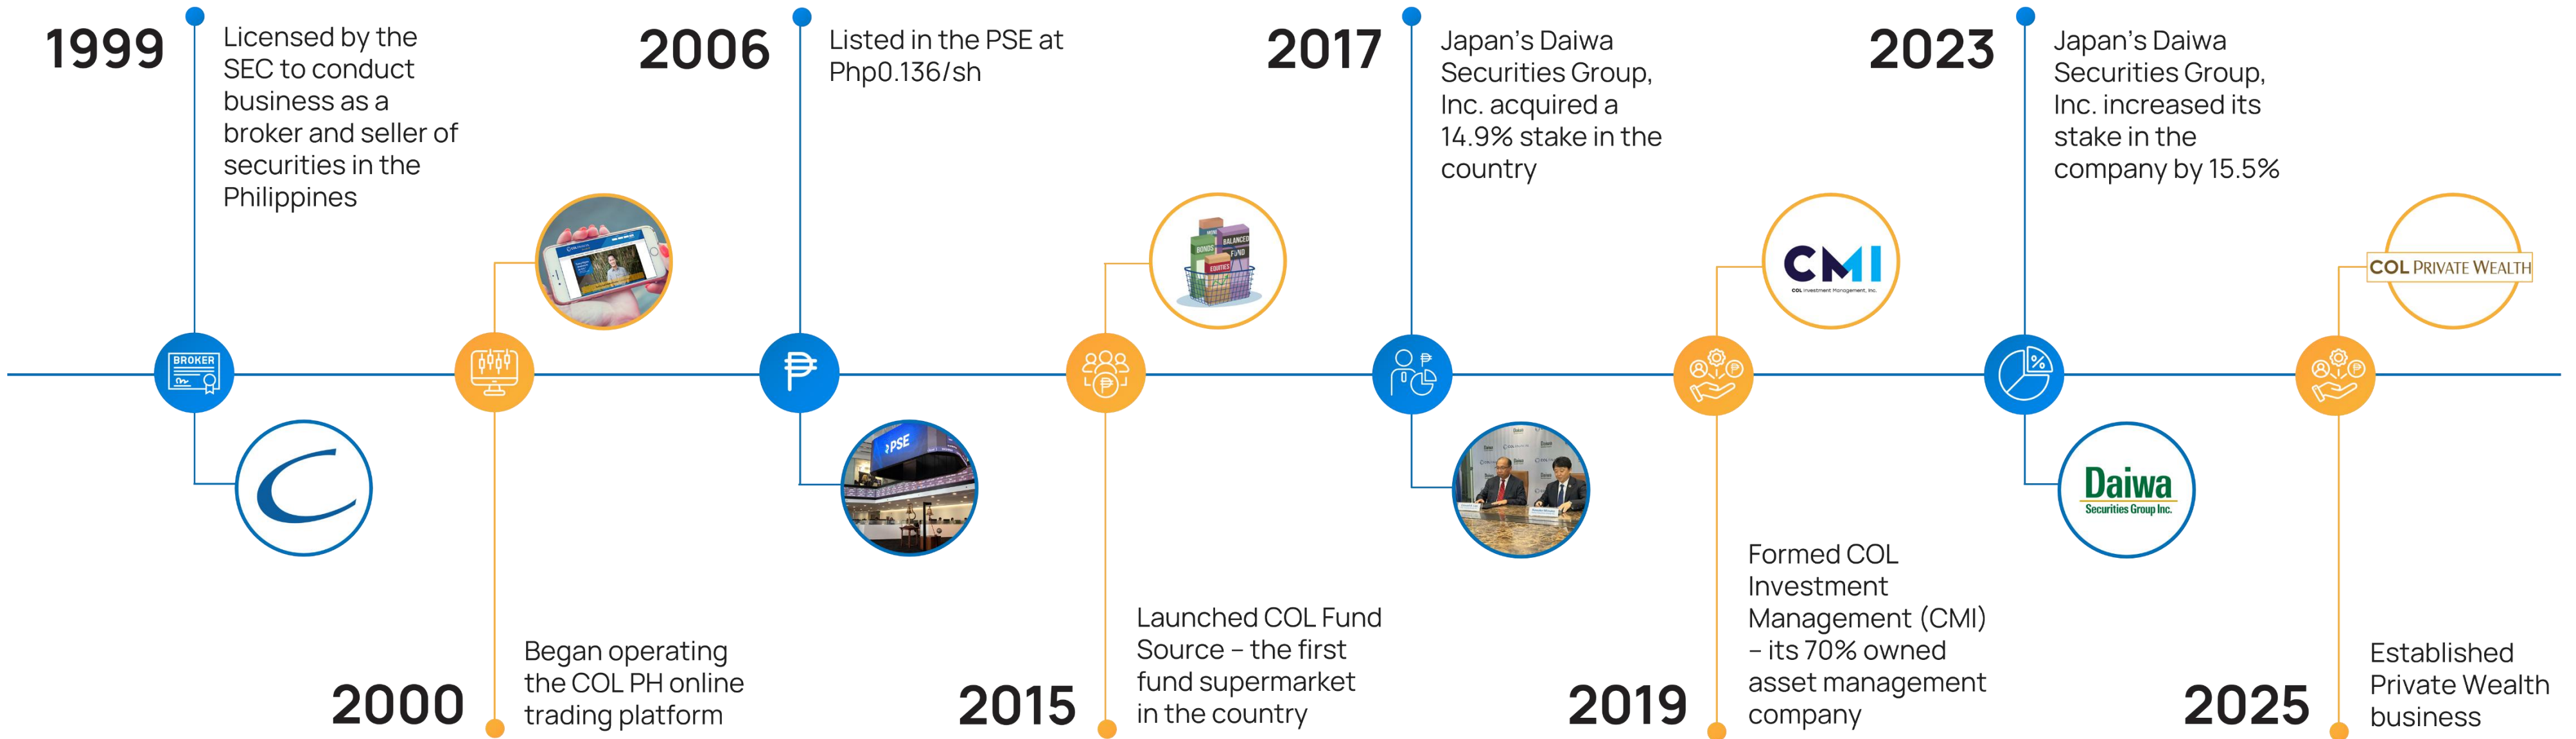 1999
Licensed by the
SEC to conduct
business as a
broker and seller of
securities in the
Philippines
BROKER
2000
Began operating
the COL PH online
trading platform
2006
Listed in the PSE at
Php0.136/sh
PSE
2015
Launched COL Fund
Source – the first
fund supermarket
in the country
BONDS
BALANCED
FUND
EQUITIES
2017
Japan's Daiwa
Securities Group,
Inc. acquired a
14.9% stake in the
country
2019
Formed COL
Investment
Management (CMI)
– its 70% owned
asset management
company
CMI
COL Investment Management, Inc.
2023
Japan's Daiwa
Securities Group,
Inc. increased its
stake in the
company by 15.5%
%
Daiwa
Securities Group Inc.
2025
Established
Private Wealth
business
COL PRIVATE WEALTH